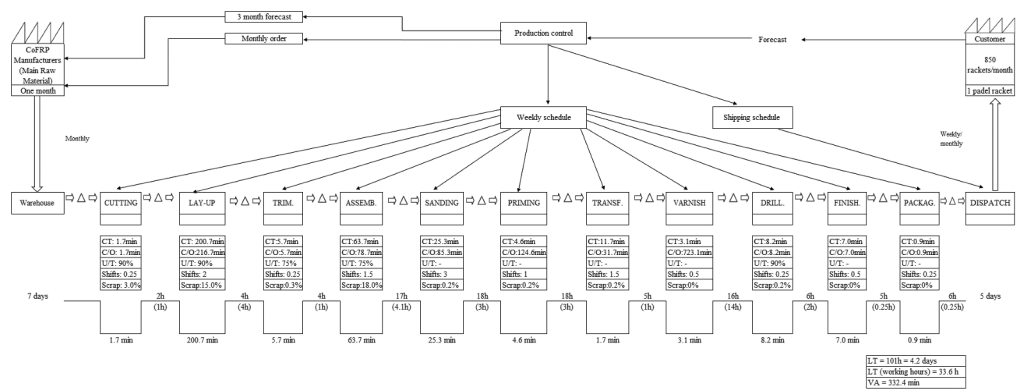 3 month forecast
Monthly order
Production control
Forecast
CoFRP
Manufacturers
(Main Raw
Material)
One month
Customer
850
rackets/month
1 padel racket
Monthly
Weekly schedule
Shipping schedule
Weekly/
monthly
Warehouse
CUTTING
LAY-UP
TRIM.
ASSEMB.
SANDING
PRIMING
TRANSF.
VARNISH
DRILL.
FINISH.
PACKAG.
DISPATCH
CT: 1.7min
C/O: 1.7min
U/T: 90%
Shifts: 0.25
Scrap: 3.0%
CT: 200.7min
C/O:216.7min
U/T: 90%
Shifts: 2
Scrap:15.0%
CT:5.7min
C/O:5.7min
U/T: 75%
Shifts: 0.25
Scrap:0.3%
CT:63.7min
C/O:78.7min
U/T: 75%
Shifts: 1.5
Scrap:18.0%
CT:25.3min
C/O:85.3min
U/T: -
Shifts: 3
Scrap:0.2%
CT:4.6min
C/O:124.6min
U/T: -
Shifts: 1
Scrap:0.2%
CT:11.7min
C/O:31.7min
U/T: -
Shifts: 1.5
Scrap:0.2%
CT:3.1min
C/O:723.1min
U/T: -
Shifts: 0.5
Scrap:0%
CT:8.2min
C/O:8.2min
U/T: 90%
Shifts: 0.25
Scrap:0.2%
CT:7.0min
C/O:7.0min
U/T: -
Shifts: 0.5
Scrap:0%
CT:0.9min
C/O:0.9min
U/T: -
Shifts: 0.25
Scrap:0%
7 days
2h
(1h)
4h
(4h)
4h
(1h)
17h
(4.1h)
18h
(3h)
18h
(3h)
5h
(1h)
16h
(14h)
6h
(2h)
5h
(0.25h)
6h
(0.25h)
5 days
1.7 min
200.7 min
5.7 min
63.7 min
25.3 min
4.6 min
1.7 min
3.1 min
8.2 min
7.0 min
0.9 min
LT = 101h = 4.2 days
LT (working hours) = 33.6 h
VA = 332.4 min